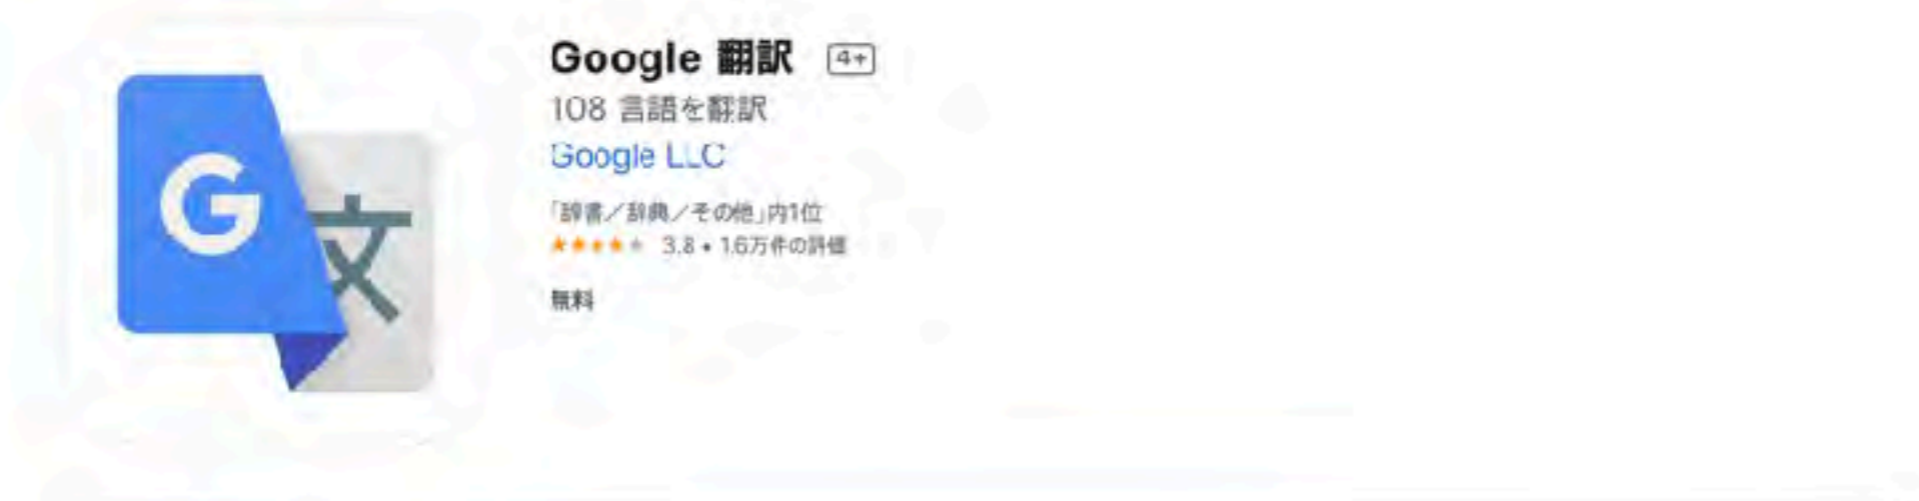 Google 翻訳 4+
108 言語を翻訳
Google LLC
「辞書/辞典/その他」内1位
3.8 • 1.6万件の評価
無料
G 文